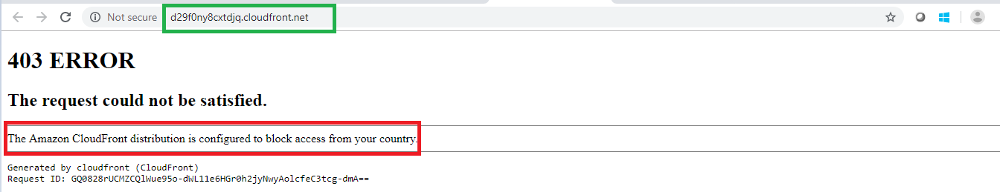 Not secure d29f0ny8cxtdjq.cloudfront.net
403 ERROR
The request could not be satisfied.
The Amazon CloudFront distribution is configured to block access from your country.
Generated by cloudfront (CloudFront)
Request ID: GQ0828rUCMZCQlWue95o-dWL11e6HGr0h2jyNwyAolcfeC3tcg-dmA==